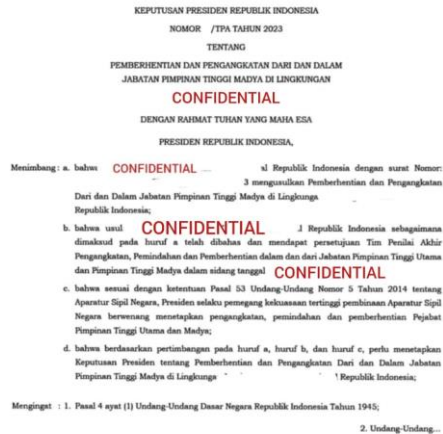 KEPUTUSAN PRESIDEN REPUBLIK INDONESIA
NOMOR /TPA TAHUN 2023
TENTANG
PEMBERHENTIAN DAN PENGANGKATAN DARI DAN DALAM
JABATAN PIMPINAN TINGGI MADYA DI LINGKUNGAN
CONFIDENTIAL
DENGAN RAHMAT TUHAN YANG MAHA ESA
PRESIDEN REPUBLIK INDONESIA,
Menimbang : a. bahwa CONFIDENTIAL al Republik Indonesia dengan surat Nomor:
3 mengusulkan Pemberhentian dan Pengangkatan
Dari dan Dalam Jabatan Pimpinan Tinggi Madya di Lingkunga
Republik Indonesia;
b. bahwa usul CONFIDENTIAL l Republik Indonesia sebagaimana
dimaksud pada huruf a telah dibahas dan mendapat persetujuan Tim Penilai Akhir
Pengangkatan, Pemindahan dan Pemberhentian dalam dan dari Jabatan Pimpinan Tinggi Utama
dan Pimpinan Tinggi Madya dalam sidang tanggal CONFIDENTIAL
c. bahwa sesuai dengan ketentuan Pasal 53 Undang-Undang Nomor 5 Tahun 2014 tentang
Aparatur Sipil Negara, Presiden selaku pemegang kekuasaan tertinggi pembinaan Aparatur Sipil
Negara berwenang menetapkan pengangkatan, pemindahan dan pemberhentian Pejabat
Pimpinan Tinggi Utama dan Madya;
d. bahwa berdasarkan pertimbangan pada huruf a, huruf b, dan huruf c, perlu menetapkan
Keputusan Presiden tentang Pemberhentian dan Pengangkatan Dari dan Dalam Jabatan
Pimpinan Tinggi Madya di Lingkunga Republik Indonesia;
Mengingat : 1. Pasal 4 ayat (1) Undang-Undang Dasar Negara Republik Indonesia Tahun 1945;
2. Undang-Undang...